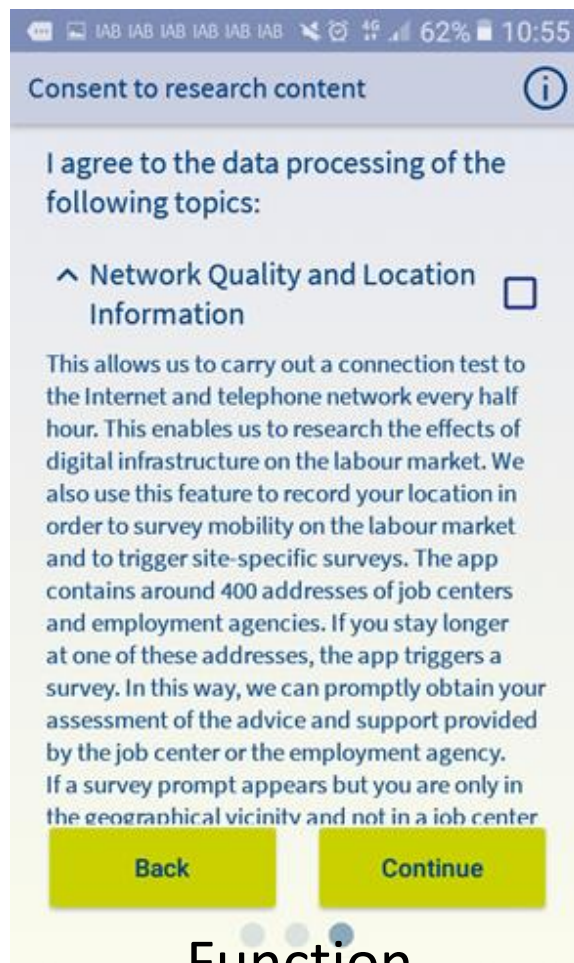 IAB IAB IAB IAB IAB IAB 4G 62% 10:55
Consent to research content
I agree to the data processing of the
following topics:
Network Quality and Location
Information
This allows us to carry out a connection test to
the Internet and telephone network every half
hour. This enables us to research the effects of
digital infrastructure on the labour market. We
also use this feature to record your location in
order to survey mobility on the labour market
and to trigger site-specific surveys. The app
contains around 400 addresses of job centers
and employment agencies. If you stay longer
at one of these addresses, the app triggers a
survey. In this way, we can promptly obtain your
assessment of the advice and support provided
by the job center or the employment agency.
If a survey prompt appears but you are only in
the geographical vicinity and not in a job center
Back Continue
Function